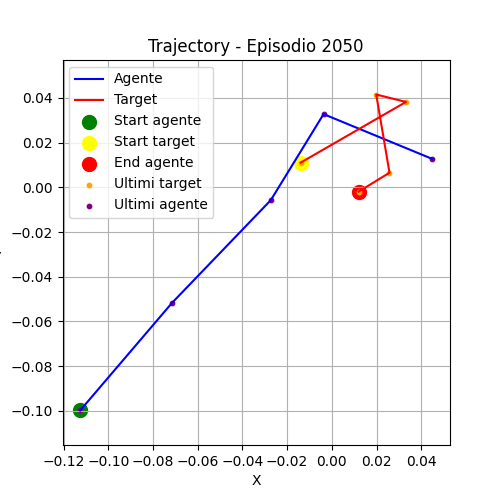 Trajectory - Episodio 2050
Agente
Target
Start agente
Start target
End agente
Ultimi target
Ultimi agente
0.04
0.02
0.00
−0.02
−0.04
−0.06
−0.08
−0.10
−0.12 −0.10 −0.08 −0.06 −0.04 −0.02 0.00 0.02 0.04
X